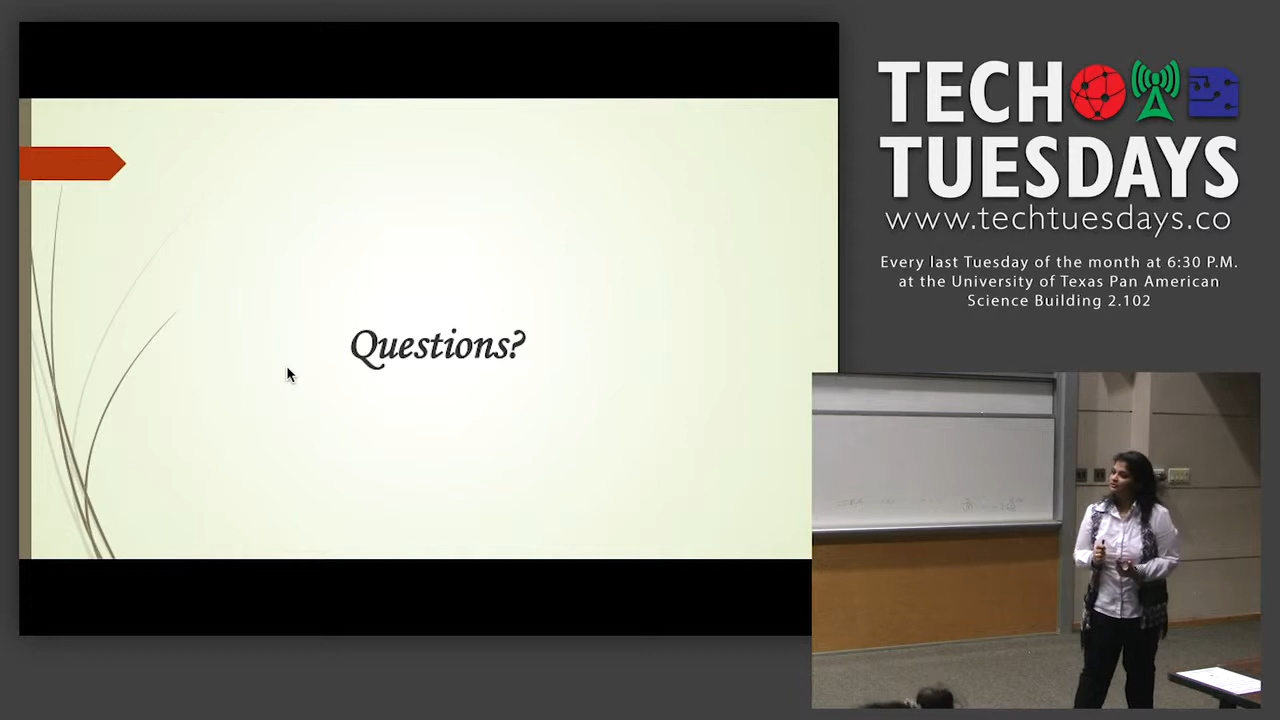 Questions?
TECH
TUESDAYS
www.techtuesdays.co
Every last Tuesday of the month at 6:30 P.M.
at the University of Texas Pan American
Science Building 2.102